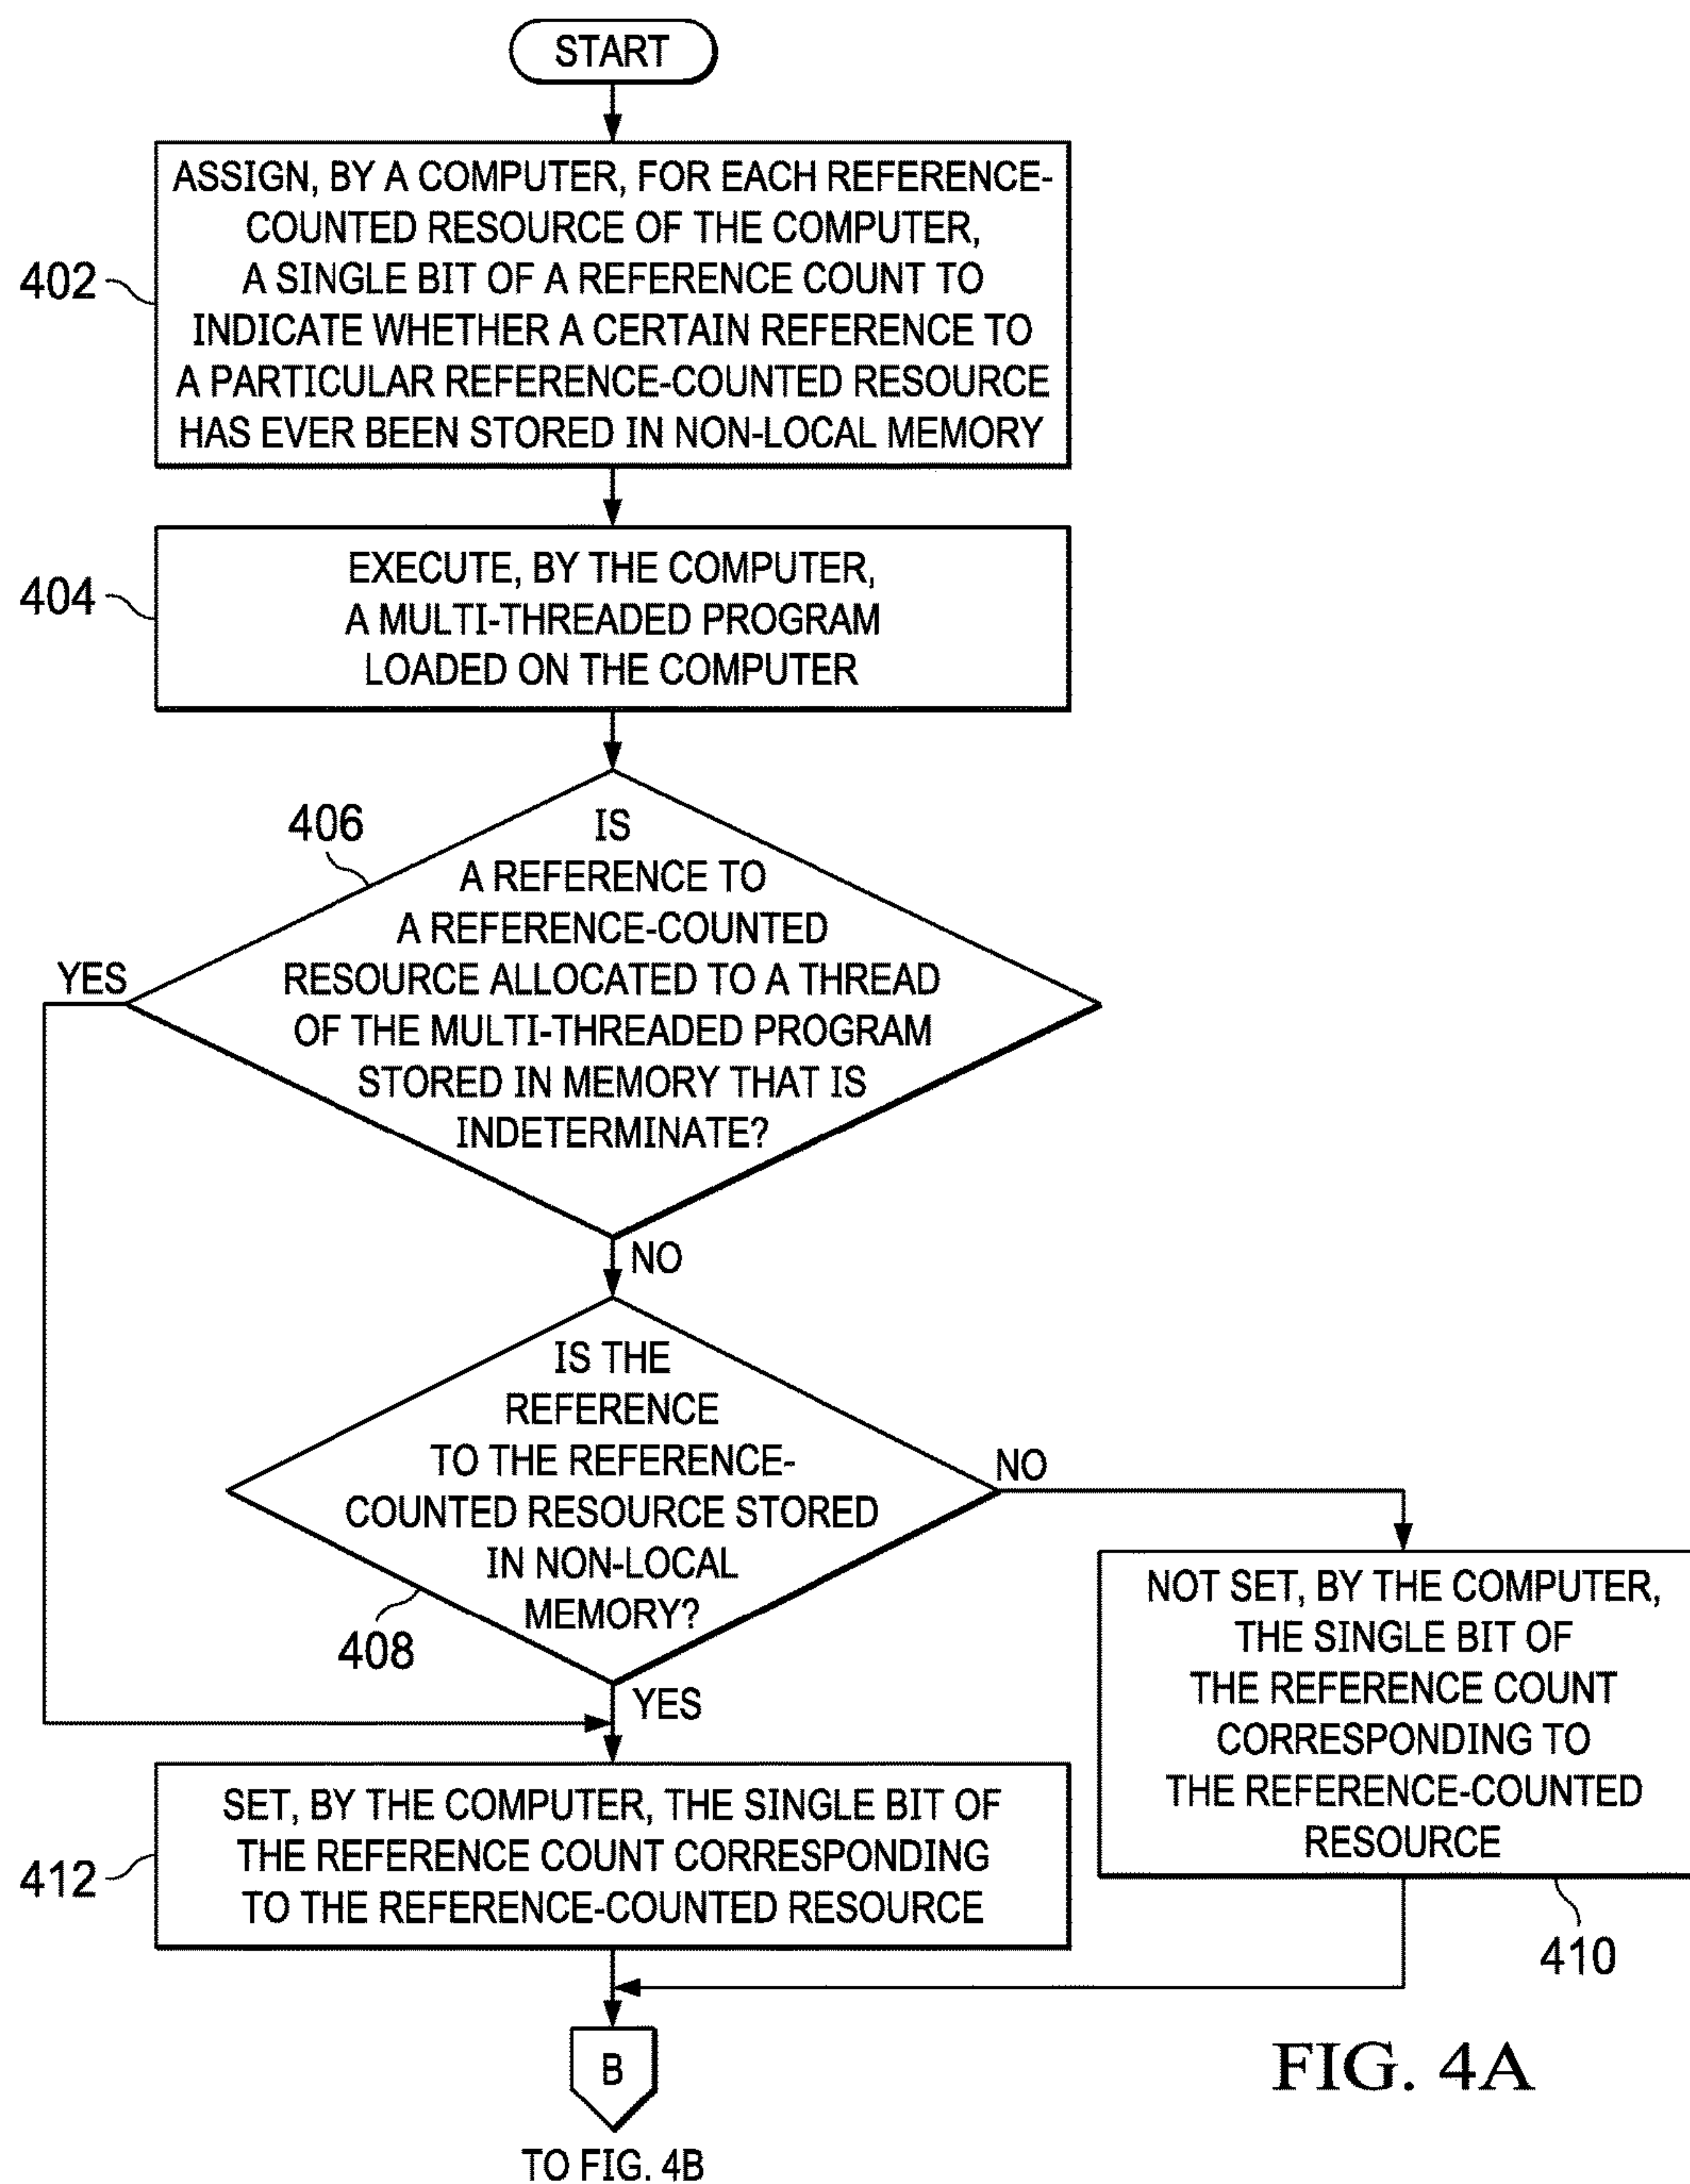 START
ASSIGN, BY A COMPUTER, FOR EACH REFERENCE-
COUNTED RESOURCE OF THE COMPUTER,
A SINGLE BIT OF A REFERENCE COUNT TO
INDICATE WHETHER A CERTAIN REFERENCE TO
A PARTICULAR REFERENCE-COUNTED RESOURCE
HAS EVER BEEN STORED IN NON-LOCAL MEMORY
402
EXECUTE, BY THE COMPUTER,
A MULTI-THREADED PROGRAM
LOADED ON THE COMPUTER
404
406
IS
A REFERENCE TO
A REFERENCE-COUNTED
RESOURCE ALLOCATED TO A THREAD
OF THE MULTI-THREADED PROGRAM
STORED IN MEMORY THAT IS
INDETERMINATE?
YES
NO
IS THE
REFERENCE
TO THE REFERENCE-
COUNTED RESOURCE STORED
IN NON-LOCAL
MEMORY?
408
NO
YES
NOT SET, BY THE COMPUTER,
THE SINGLE BIT OF
THE REFERENCE COUNT
CORRESPONDING TO
THE REFERENCE-COUNTED
RESOURCE
410
SET, BY THE COMPUTER, THE SINGLE BIT OF
THE REFERENCE COUNT CORRESPONDING
TO THE REFERENCE-COUNTED RESOURCE
412
B
TO FIG. 4B
FIG. 4A